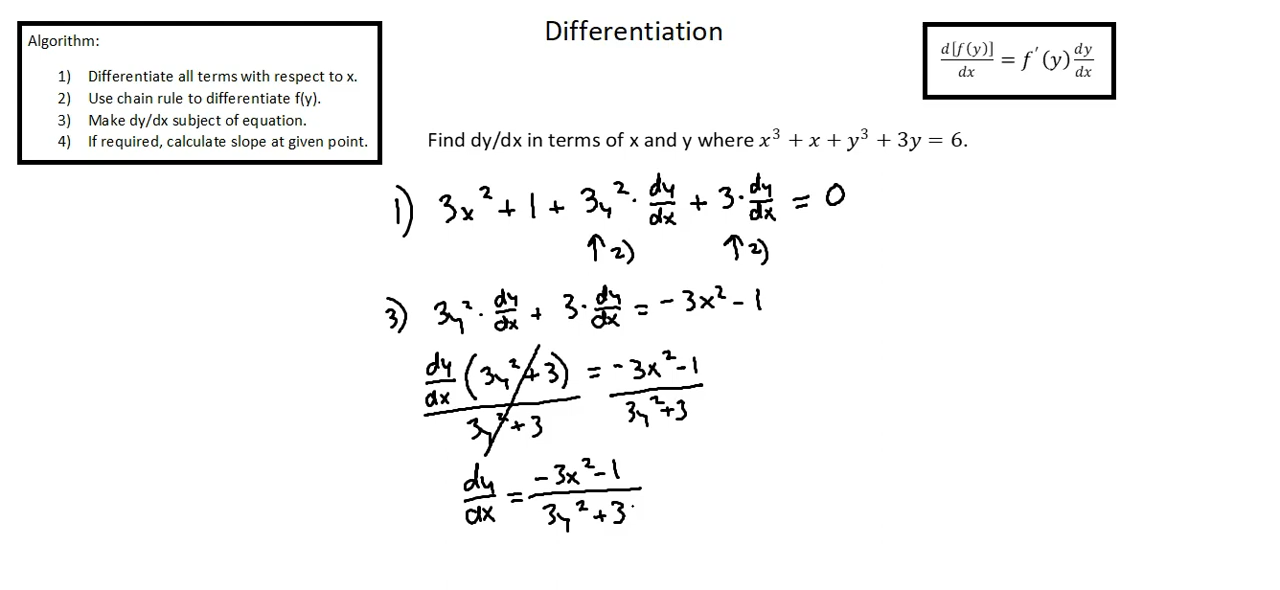 Differentiation
Algorithm:
1) Differentiate all terms with respect to x.
2) Use chain rule to differentiate f(y).
3) Make dy/dx subject of equation.
4) If required, calculate slope at given point.
d[f(y)]/dx = f′(y) dy/dx
Find dy/dx in terms of x and y where x³ + x + y³ + 3y = 6.
1) 3x² + 1 + 3y² · dy/dx + 3 · dy/dx = 0
↑ 2) ↑ 2)
3) 3y² · dy/dx + 3 · dy/dx = -3x² - 1
dy/dx (3y² + 3) / 3y² + 3 = -3x² - 1 / 3y² + 3
dy/dx = -3x² - 1 / 3y² + 3